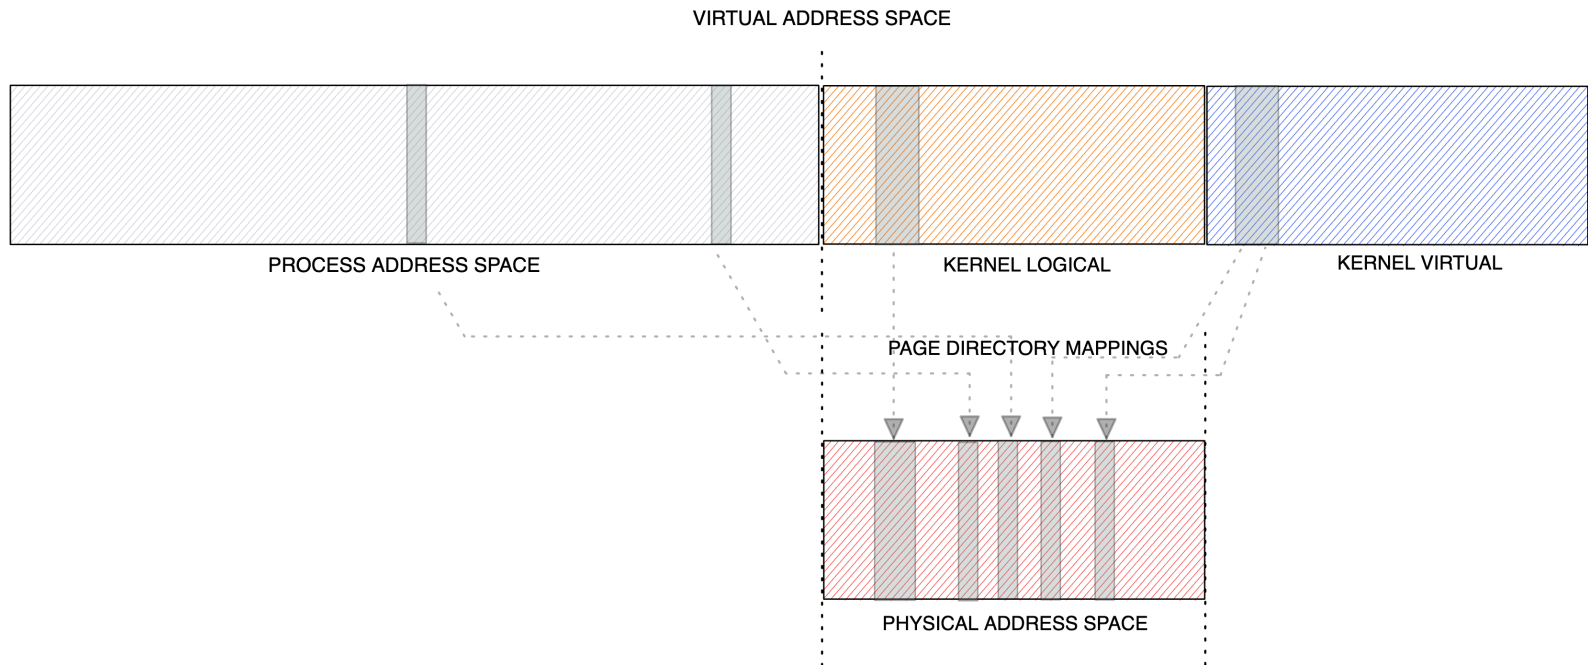 VIRTUAL ADDRESS SPACE
PROCESS ADDRESS SPACE
KERNEL LOGICAL
KERNEL VIRTUAL
PAGE DIRECTORY MAPPINGS
PHYSICAL ADDRESS SPACE